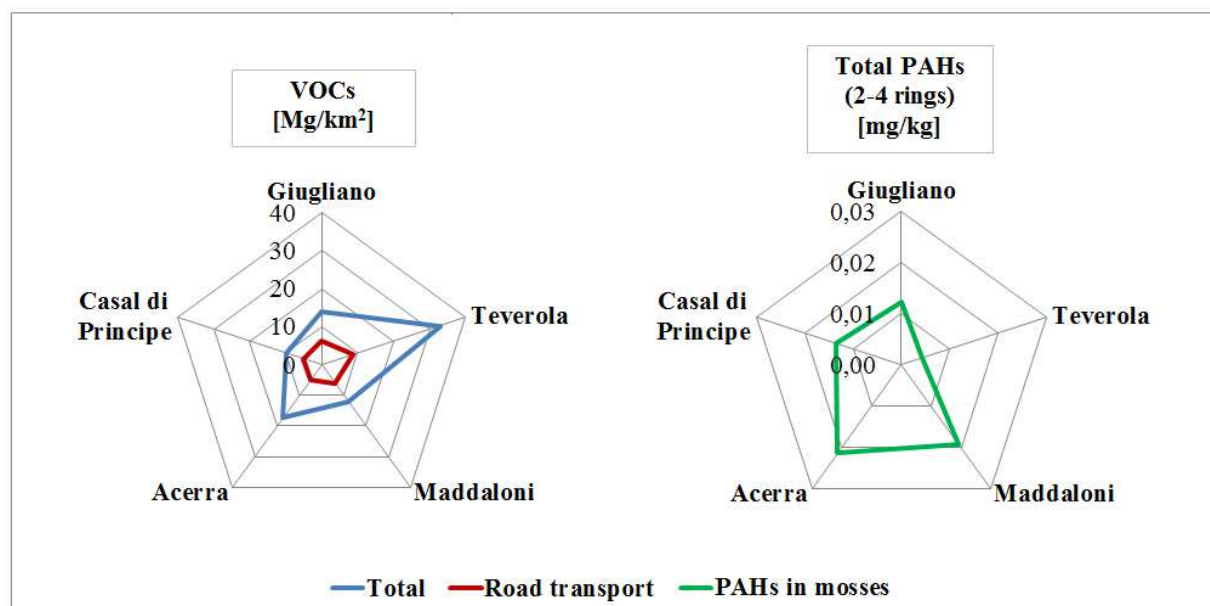 VOCs
[Mg/km²]
Giugliano
40
30
20
10
0
Casal di
Principe
Teverola
Acerra
Maddaloni
Total PAHs
(2-4 rings)
[mg/kg]
Giugliano
0,03
0,02
0,01
0,00
Casal di
Principe
Teverola
Acerra
Maddaloni
Total
Road transport
PAHs in mosses